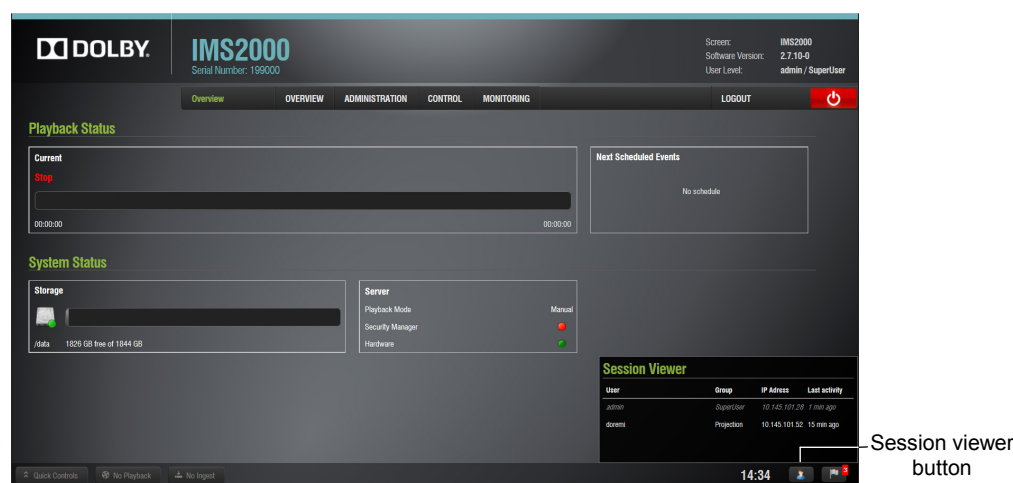 DOLBY.
IMS2000
Serial Number: 199000
Screen: IMS2000
Software Version: 2.7.10-0
User Level: admin / SuperUser
Overview OVERVIEW ADMINISTRATION CONTROL MONITORING LOGOUT
Playback Status
Current
Stop
00:00:00 00:00:00
Next Scheduled Events
No schedule
System Status
Storage
/data 1826 GB free of 1844 GB
Server
Playback Mode Manual
Security Manager
Hardware
Session Viewer
User Group IP Adress Last activity
admin SuperUser 10.145.101.28 1 min ago
doremi Projection 10.145.101.52 15 min ago
Quick Controls No Playback No Ingest 14:34 3
Session viewer
button